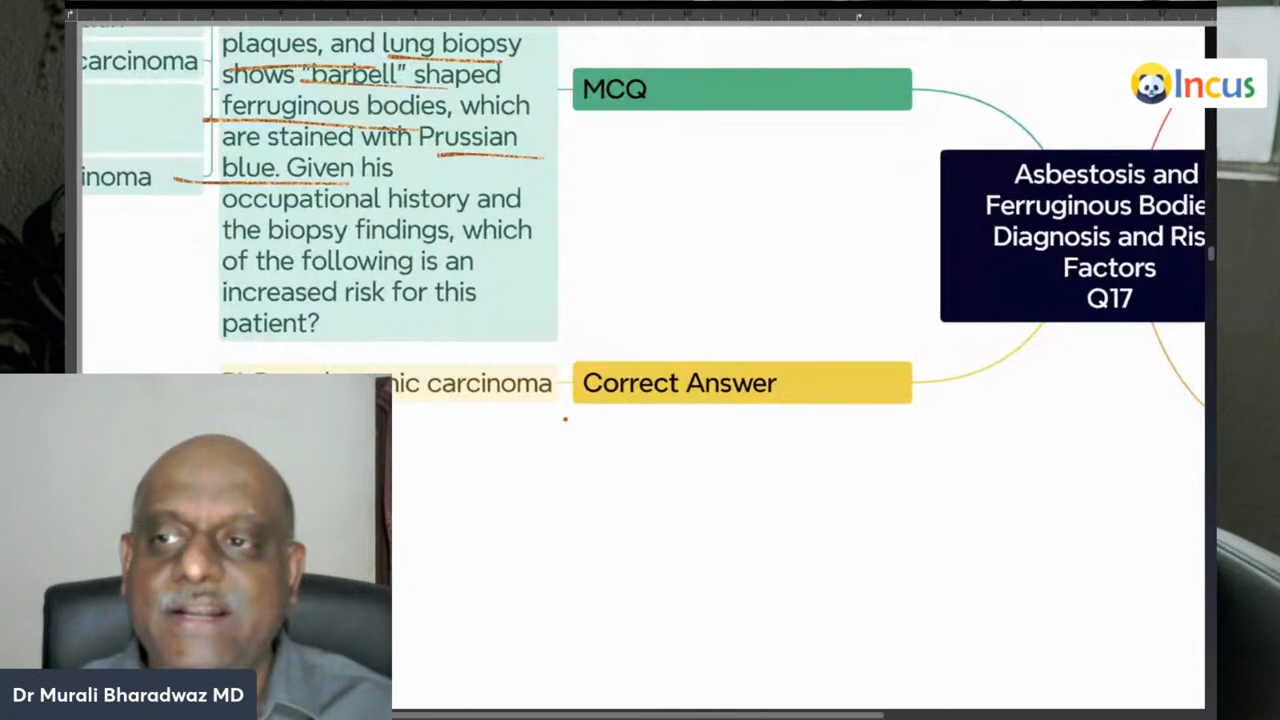 plaques, and lung biopsy
shows "barbell" shaped
ferruginous bodies, which
are stained with Prussian
blue. Given his
occupational history and
the biopsy findings, which
of the following is an
increased risk for this
patient?
carcinoma
inoma
MCQ
Incus
Asbestosis and
Ferruginous Bodie
Diagnosis and Ris
Factors
Q17
nic carcinoma
Correct Answer
Dr Murali Bharadwaz MD